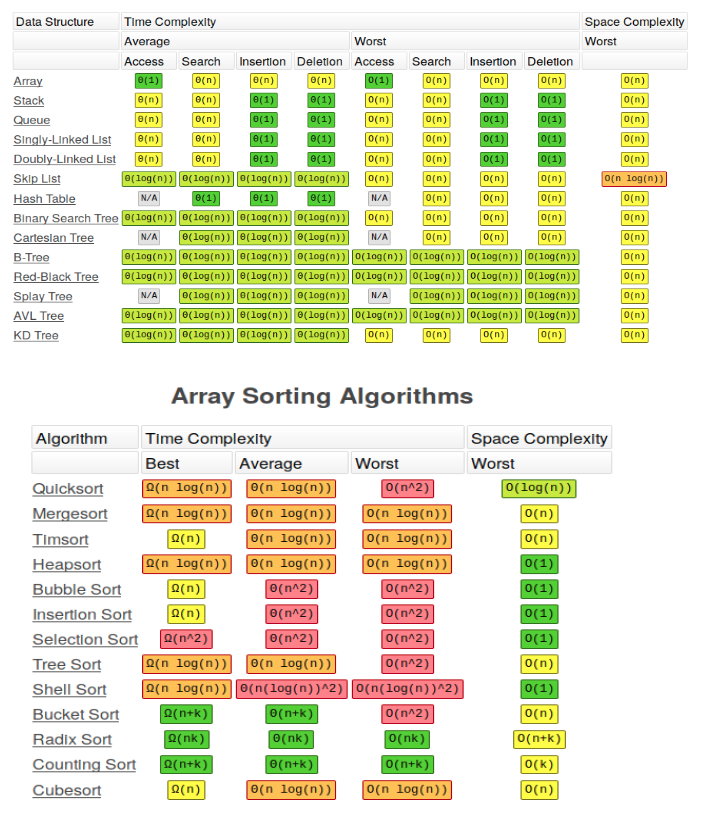 Data Structure Time Complexity Space Complexity
Average Worst Worst
Access Search Insertion Deletion Access Search Insertion Deletion
Array Θ(1) Θ(n) Θ(n) Θ(n) O(1) O(n) O(n) O(n) O(n)
Stack Θ(n) Θ(n) Θ(1) Θ(1) O(n) O(n) O(1) O(1) O(n)
Queue Θ(n) Θ(n) Θ(1) Θ(1) O(n) O(n) O(1) O(1) O(n)
Singly-Linked List Θ(n) Θ(n) Θ(1) Θ(1) O(n) O(n) O(1) O(1) O(n)
Doubly-Linked List Θ(n) Θ(n) Θ(1) Θ(1) O(n) O(n) O(1) O(1) O(n)
Skip List Θ(log(n)) Θ(log(n)) Θ(log(n)) Θ(log(n)) O(n) O(n) O(n) O(n) O(n log(n))
Hash Table N/A Θ(1) Θ(1) Θ(1) N/A O(n) O(n) O(n) O(n)
Binary Search Tree Θ(log(n)) Θ(log(n)) Θ(log(n)) Θ(log(n)) O(n) O(n) O(n) O(n) O(n)
Cartesian Tree N/A Θ(log(n)) Θ(log(n)) Θ(log(n)) N/A O(n) O(n) O(n) O(n)
B-Tree Θ(log(n)) Θ(log(n)) Θ(log(n)) Θ(log(n)) O(log(n)) O(log(n)) O(log(n)) O(log(n)) O(n)
Red-Black Tree Θ(log(n)) Θ(log(n)) Θ(log(n)) Θ(log(n)) O(log(n)) O(log(n)) O(log(n)) O(log(n)) O(n)
Splay Tree N/A Θ(log(n)) Θ(log(n)) Θ(log(n)) N/A O(log(n)) O(log(n)) O(log(n)) O(n)
AVL Tree Θ(log(n)) Θ(log(n)) Θ(log(n)) Θ(log(n)) O(log(n)) O(log(n)) O(log(n)) O(log(n)) O(n)
KD Tree Θ(log(n)) Θ(log(n)) Θ(log(n)) Θ(log(n)) O(n) O(n) O(n) O(n) O(n)
Array Sorting Algorithms
Algorithm Time Complexity Space Complexity
Best Average Worst Worst
Quicksort Ω(n log(n)) Θ(n log(n)) O(n^2) O(log(n))
Mergesort Ω(n log(n)) Θ(n log(n)) O(n log(n)) O(n)
Timsort Ω(n) Θ(n log(n)) O(n log(n)) O(n)
Heapsort Ω(n log(n)) Θ(n log(n)) O(n log(n)) O(1)
Bubble Sort Ω(n) Θ(n^2) O(n^2) O(1)
Insertion Sort Ω(n) Θ(n^2) O(n^2) O(1)
Selection Sort Ω(n^2) Θ(n^2) O(n^2) O(1)
Tree Sort Ω(n log(n)) Θ(n log(n)) O(n^2) O(n)
Shell Sort Ω(n log(n)) Θ(n(log(n))^2) O(n(log(n))^2) O(1)
Bucket Sort Ω(n+k) Θ(n+k) O(n^2) O(n)
Radix Sort Ω(nk) Θ(nk) O(nk) O(n+k)
Counting Sort Ω(n+k) Θ(n+k) O(n+k) O(k)
Cubesort Ω(n) Θ(n log(n)) O(n log(n)) O(n)